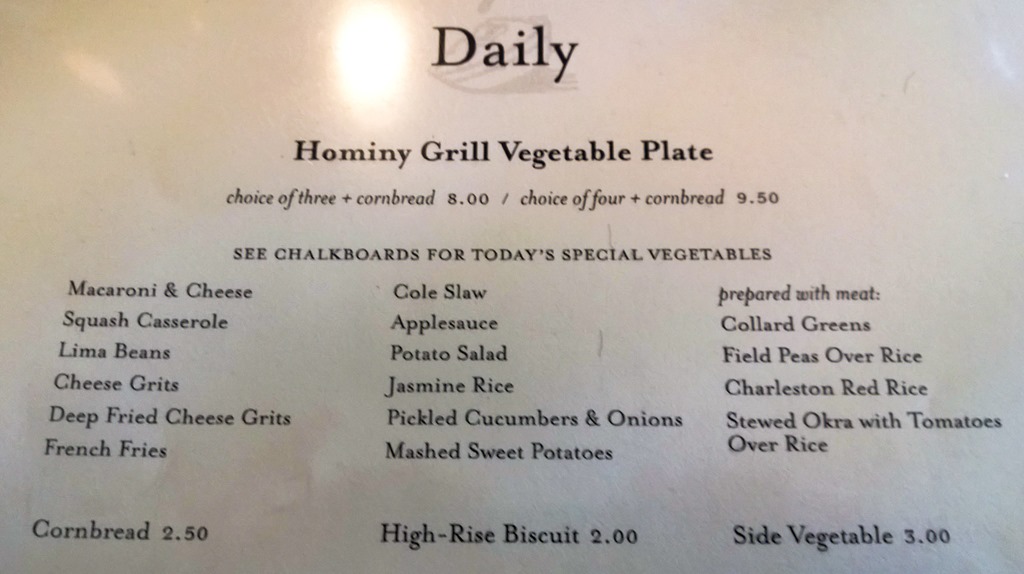 Daily
Hominy Grill Vegetable Plate
choice of three + cornbread 8.00 / choice of four + cornbread 9.50
SEE CHALKBOARDS FOR TODAY'S SPECIAL VEGETABLES
Macaroni & Cheese
Squash Casserole
Lima Beans
Cheese Grits
Deep Fried Cheese Grits
French Fries
Cole Slaw
Applesauce
Potato Salad
Jasmine Rice
Pickled Cucumbers & Onions
Mashed Sweet Potatoes
prepared with meat:
Collard Greens
Field Peas Over Rice
Charleston Red Rice
Stewed Okra with Tomatoes
Over Rice
Cornbread 2.50
High-Rise Biscuit 2.00
Side Vegetable 3.00